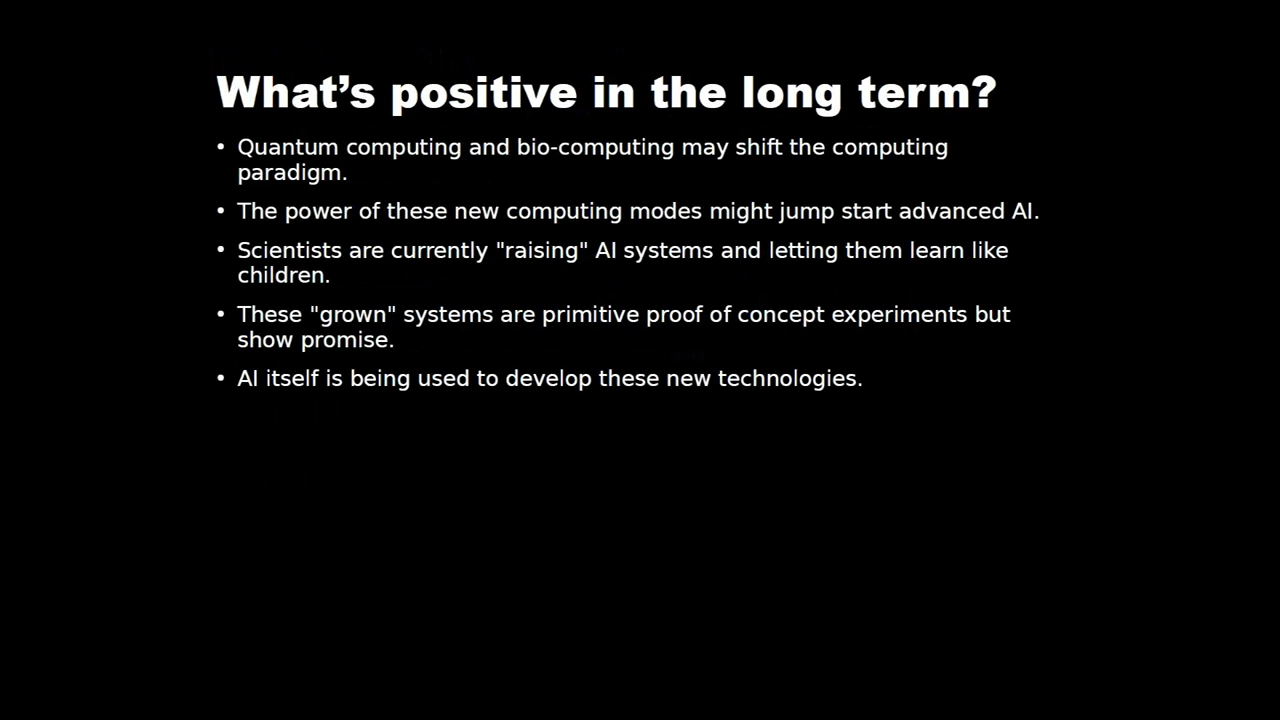 What’s positive in the long term?
• Quantum computing and bio-computing may shift the computing
paradigm.
• The power of these new computing modes might jump start advanced AI.
• Scientists are currently "raising" AI systems and letting them learn like
children.
• These "grown" systems are primitive proof of concept experiments but
show promise.
• AI itself is being used to develop these new technologies.